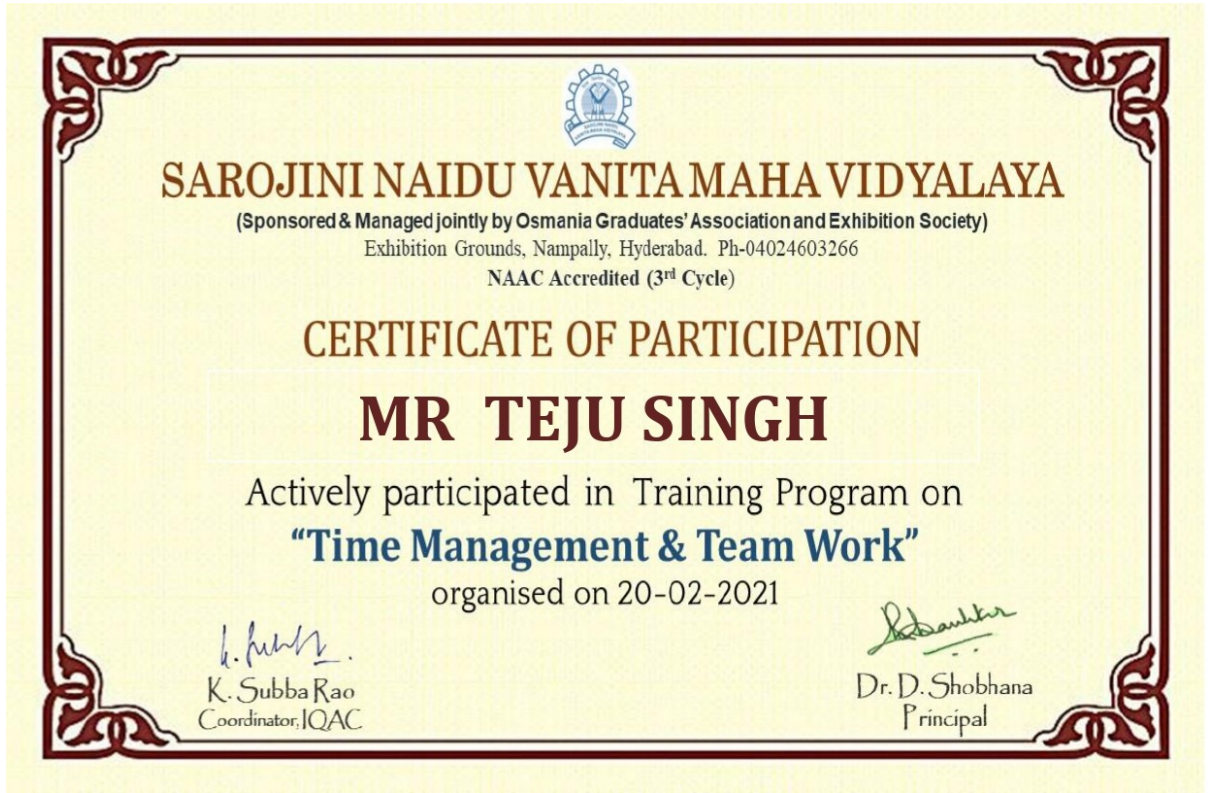 SAROJINI NAIDU VANITA MAHA VIDYALAYA
(Sponsored & Managed jointly by Osmania Graduates' Association and Exhibition Society)
Exhibition Grounds, Nampally, Hyderabad. Ph-04024603266
NAAC Accredited (3rd Cycle)
CERTIFICATE OF PARTICIPATION
MR TEJU SINGH
Actively participated in Training Program on
“Time Management & Team Work”
organised on 20-02-2021
K. Subba Rao
Coordinator, IQAC
Dr. D. Shobhana
Principal